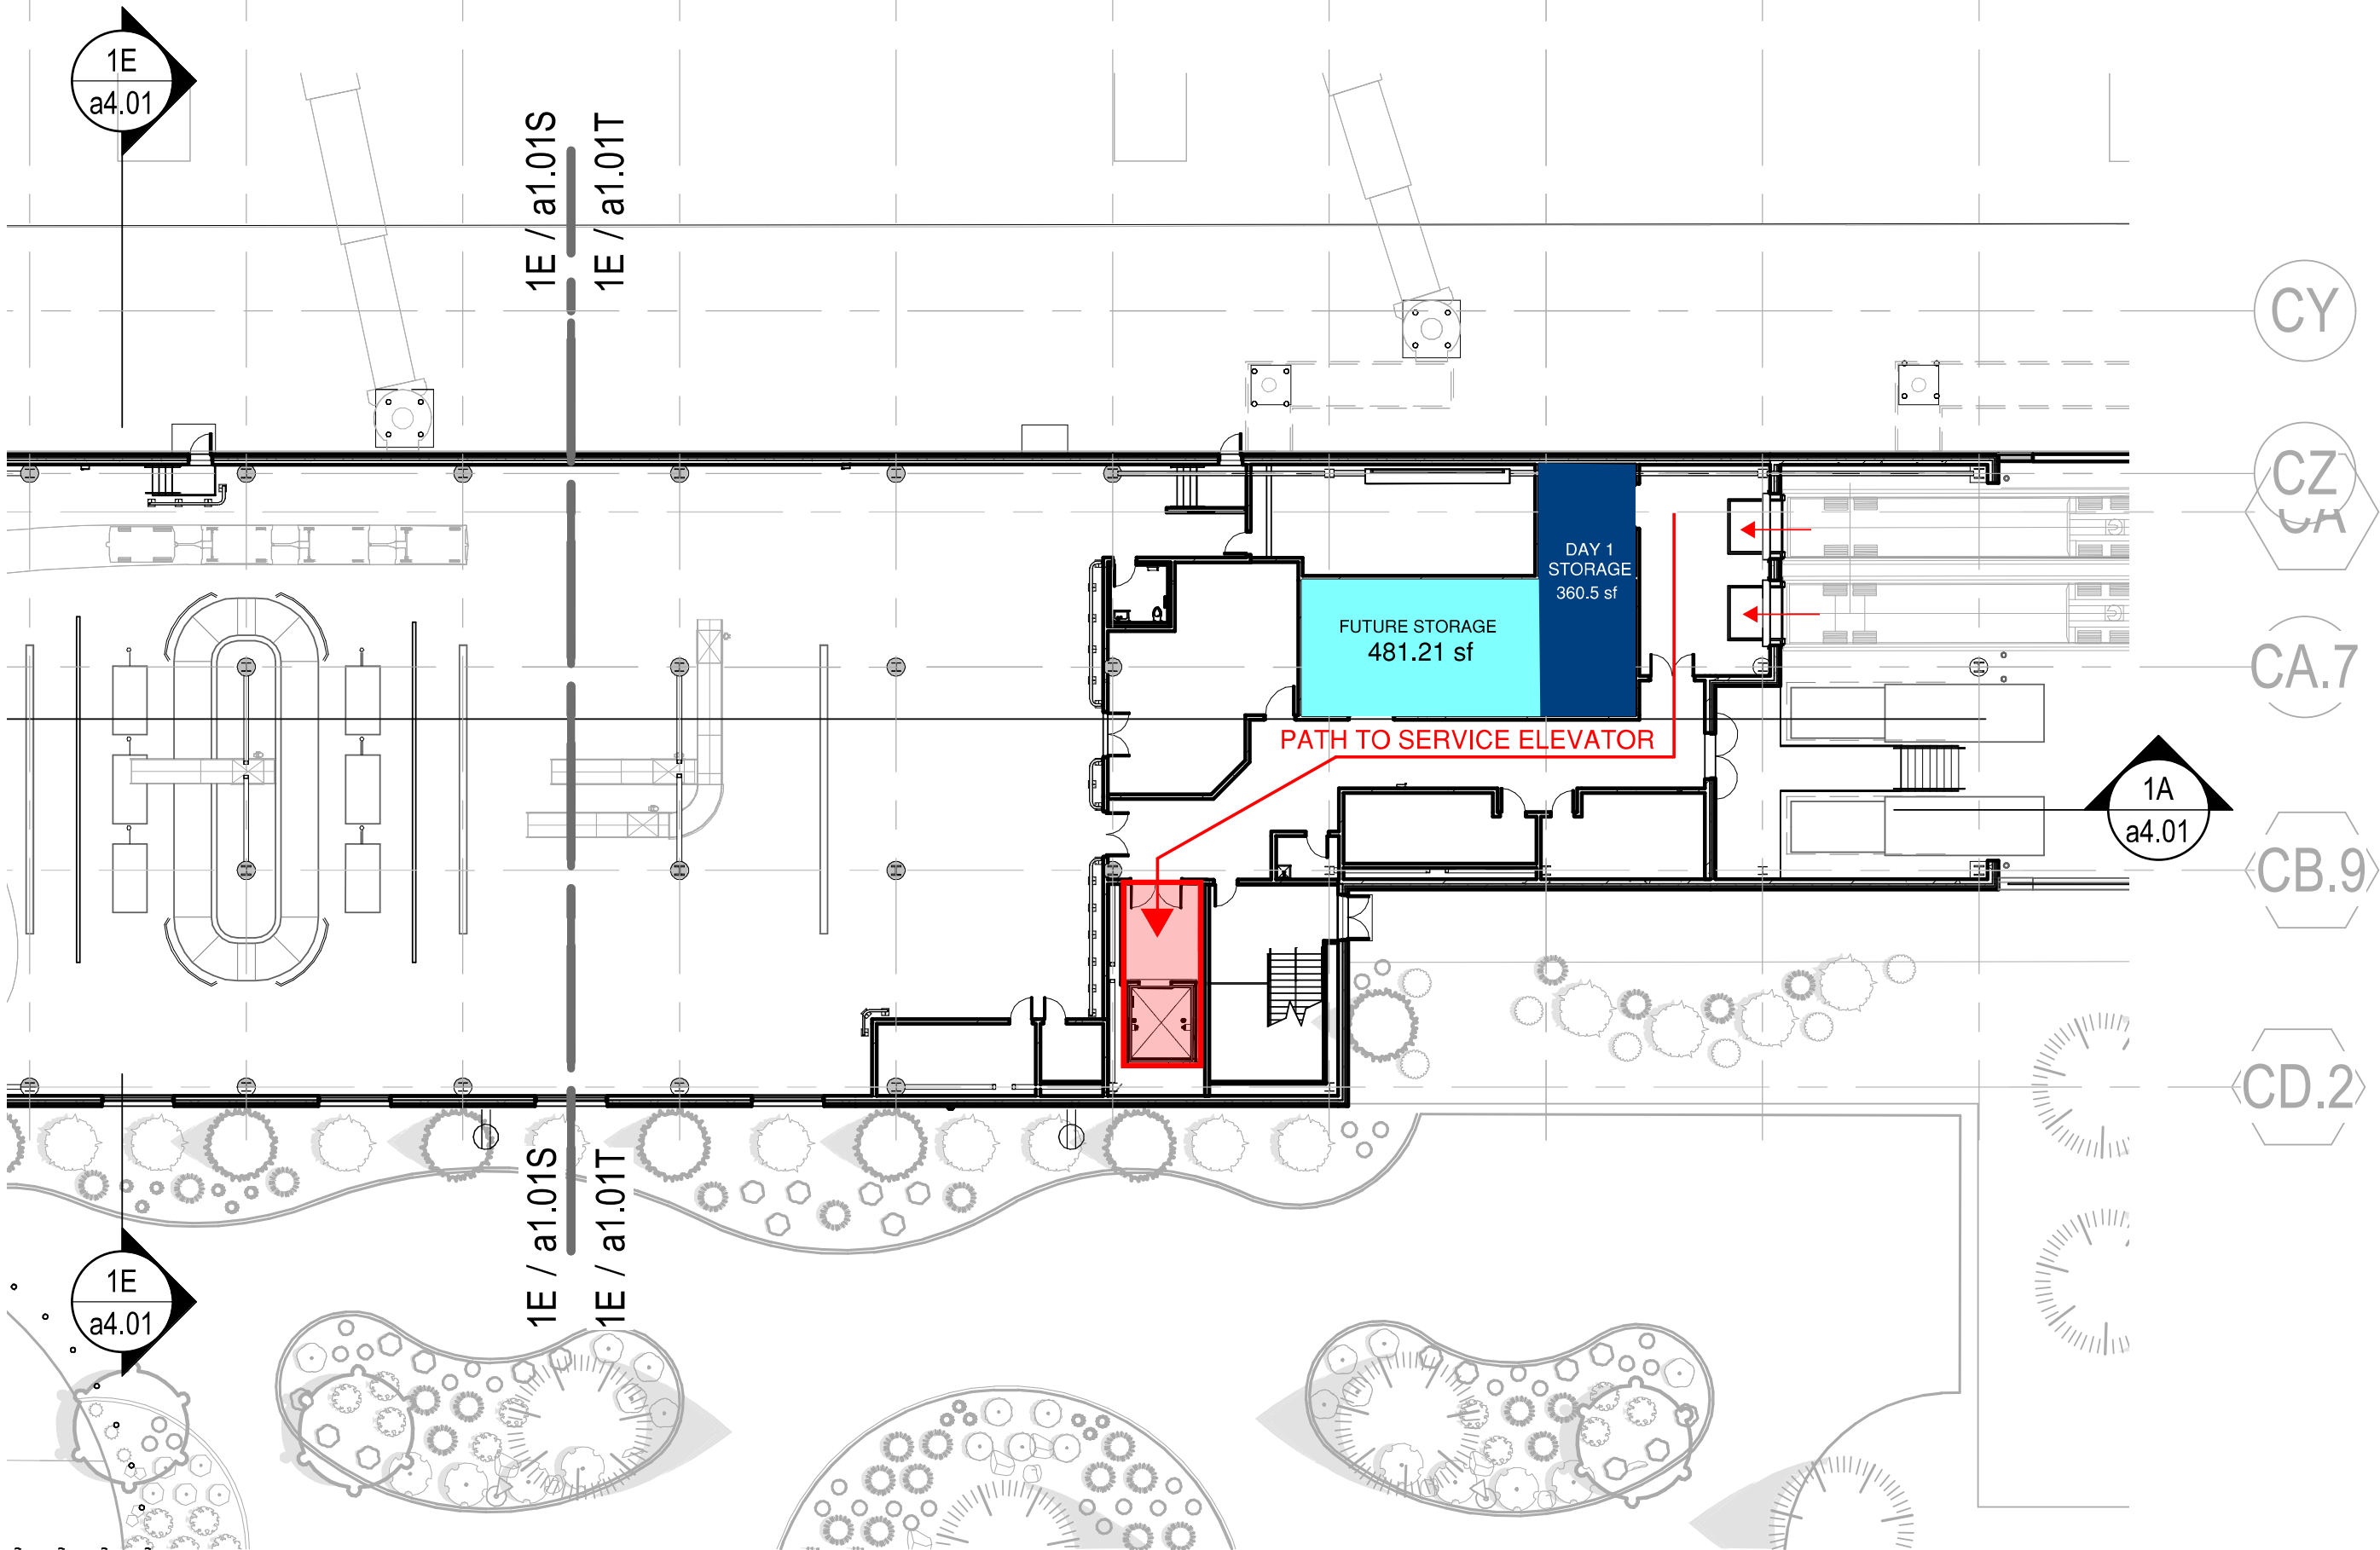 1E
a4.01
1E / a1.01S
1E / a1.01T
CY
CZ
CA
DAY 1
STORAGE
360.5 sf
FUTURE STORAGE
481.21 sf
CA.7
PATH TO SERVICE ELEVATOR
1A
a4.01
CB.9
CD.2
1E / a1.01S
1E / a1.01T
1E
a4.01